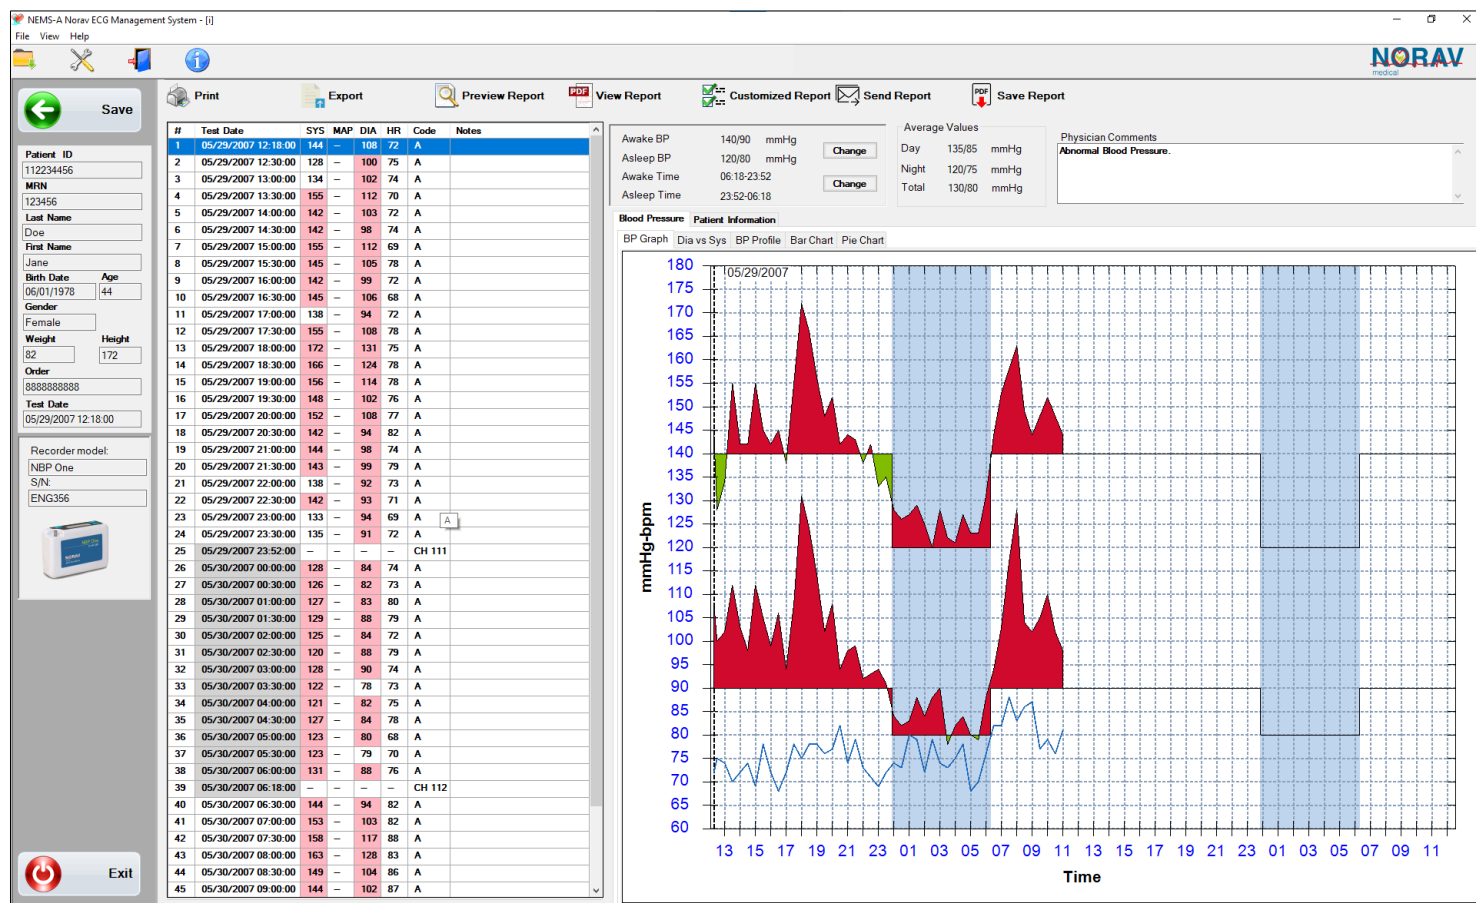 NEMS-A Norav ECG Management System - [i]
File View Help
NORAV
medical
Save
Print Export Preview Report PDF View Report Customized Report Send Report PDF Save Report
Patient ID
112234456
MRN
123456
Last Name
Doe
First Name
Jane
Birth Date Age
06/01/1978 44
Gender
Female
Weight Height
82 172
Order
8888888888
Test Date
05/29/2007 12:18:00
Recorder model:
NBP One
S/N:
ENG356
Exit
# Test Date SYS MAP DIA HR Code Notes
1 05/29/2007 12:18:00 144 – 108 72 A
2 05/29/2007 12:30:00 128 – 100 75 A
3 05/29/2007 13:00:00 134 – 102 74 A
4 05/29/2007 13:30:00 155 – 112 70 A
5 05/29/2007 14:00:00 142 – 103 72 A
6 05/29/2007 14:30:00 142 – 98 74 A
7 05/29/2007 15:00:00 155 – 112 69 A
8 05/29/2007 15:30:00 145 – 105 78 A
9 05/29/2007 16:00:00 142 – 99 72 A
10 05/29/2007 16:30:00 145 – 106 68 A
11 05/29/2007 17:00:00 138 – 94 72 A
12 05/29/2007 17:30:00 155 – 108 78 A
13 05/29/2007 18:00:00 172 – 131 75 A
14 05/29/2007 18:30:00 166 – 124 78 A
15 05/29/2007 19:00:00 156 – 114 78 A
16 05/29/2007 19:30:00 148 – 102 76 A
17 05/29/2007 20:00:00 152 – 108 77 A
18 05/29/2007 20:30:00 142 – 94 82 A
19 05/29/2007 21:00:00 144 – 98 74 A
20 05/29/2007 21:30:00 143 – 99 79 A
21 05/29/2007 22:00:00 138 – 92 73 A
22 05/29/2007 22:30:00 142 – 93 71 A
23 05/29/2007 23:00:00 133 – 94 69 A
A
24 05/29/2007 23:30:00 135 – 91 72 A
25 05/29/2007 23:52:00 – – – – CH 111
26 05/30/2007 00:00:00 128 – 84 74 A
27 05/30/2007 00:30:00 126 – 82 73 A
28 05/30/2007 01:00:00 127 – 83 80 A
29 05/30/2007 01:30:00 129 – 88 79 A
30 05/30/2007 02:00:00 125 – 84 72 A
31 05/30/2007 02:30:00 120 – 88 79 A
32 05/30/2007 03:00:00 128 – 90 74 A
33 05/30/2007 03:30:00 122 – 78 73 A
34 05/30/2007 04:00:00 121 – 82 75 A
35 05/30/2007 04:30:00 127 – 84 78 A
36 05/30/2007 05:00:00 123 – 80 68 A
37 05/30/2007 05:30:00 123 – 79 70 A
38 05/30/2007 06:00:00 131 – 88 76 A
39 05/30/2007 06:18:00 – – – – CH 112
40 05/30/2007 06:30:00 144 – 94 82 A
41 05/30/2007 07:00:00 153 – 103 82 A
42 05/30/2007 07:30:00 158 – 117 88 A
43 05/30/2007 08:00:00 163 – 128 83 A
44 05/30/2007 08:30:00 149 – 104 86 A
45 05/30/2007 09:00:00 144 – 102 87 A
Awake BP 140/90 mmHg
Asleep BP 120/80 mmHg
Change
Awake Time 06:18-23:52
Asleep Time 23:52-06:18
Change
Average Values
Day 135/85 mmHg
Night 120/75 mmHg
Total 130/80 mmHg
Physician Comments
Abnormal Blood Pressure.
Blood Pressure Patient Information
BP Graph Dia vs Sys BP Profile Bar Chart Pie Chart
05/29/2007
180
175
170
165
160
155
150
145
140
135
130
125
120
115
110
105
100
95
90
85
80
75
70
65
60
mmHg-bpm
13 15 17 19 21 23 01 03 05 07 09 11 13 15 17 19 21 23 01 03 05 07 09 11
Time